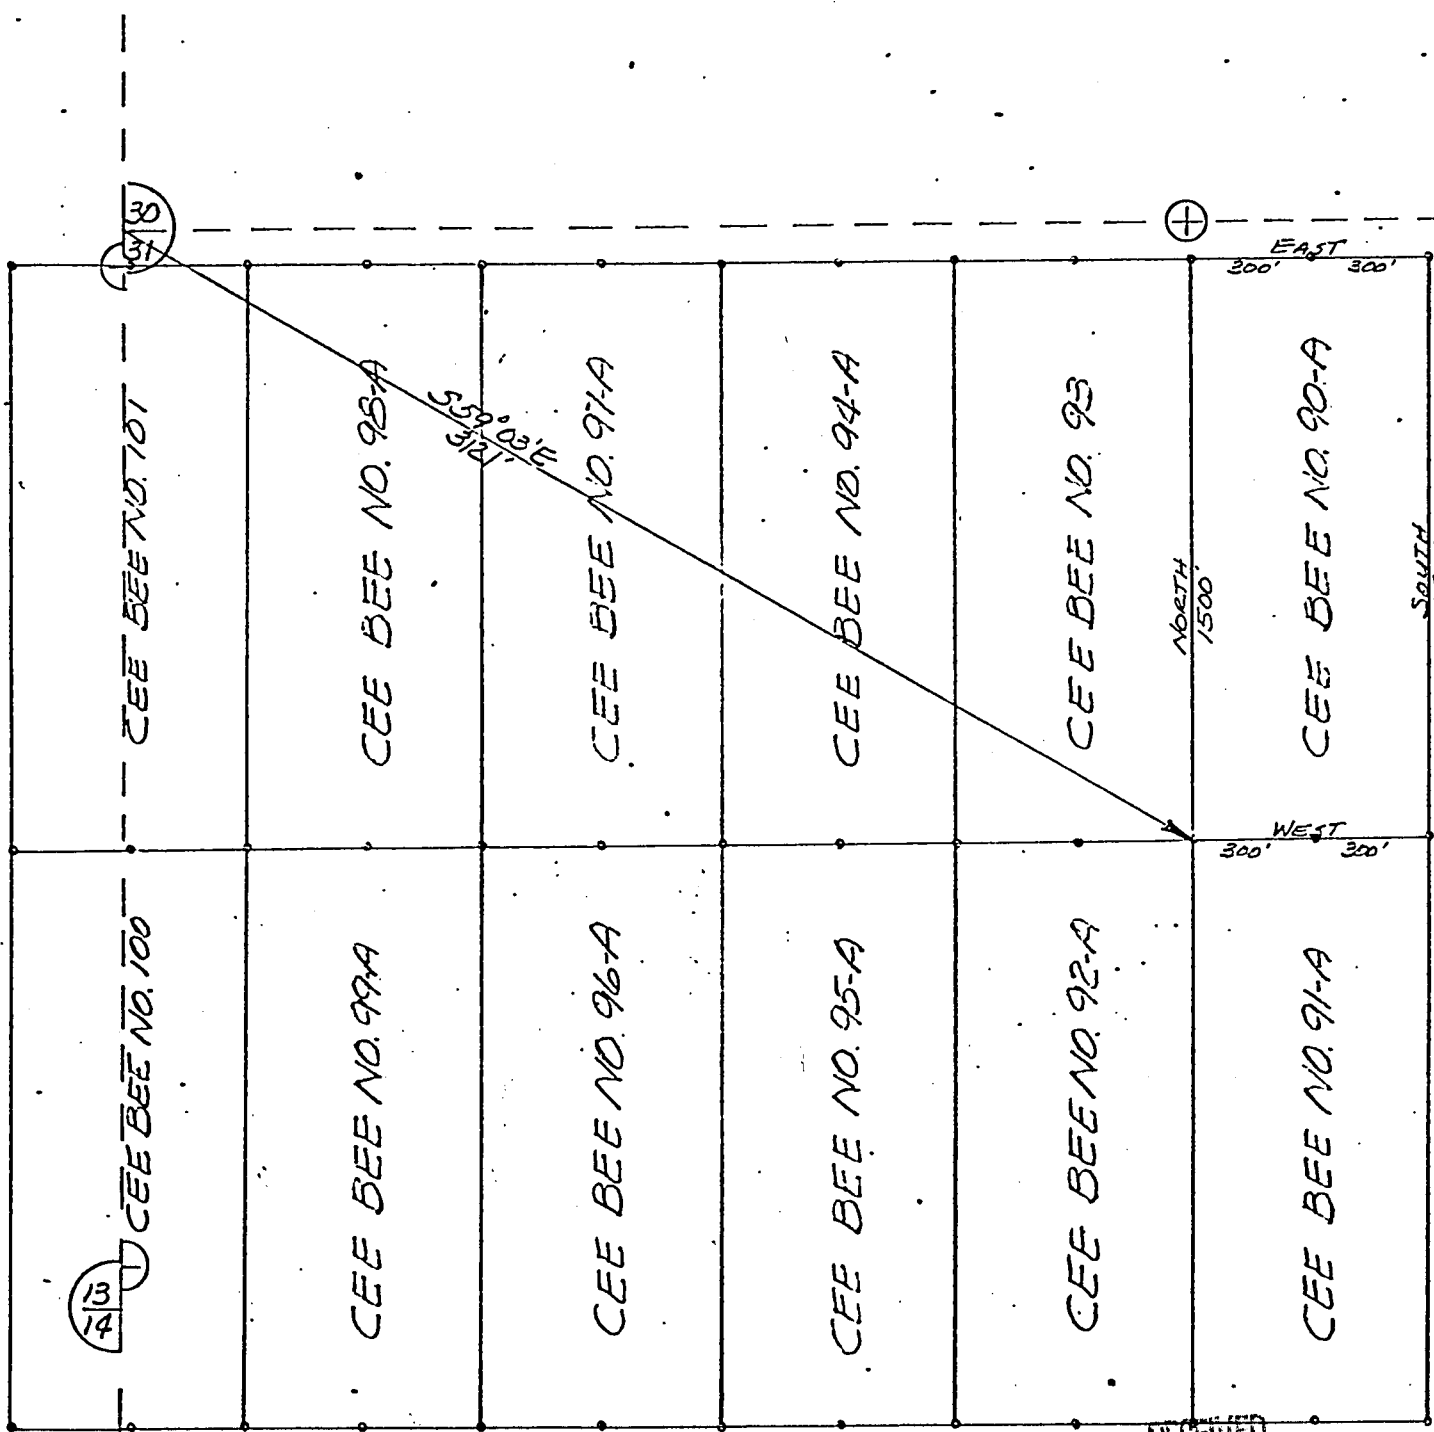 30
31
EAST
300' 300'
CEE BEE NO. 101
CEE BEE NO. 98-A
S 59° 03' E
3121'
CEE BEE NO. 97-A
CEE BEE NO. 94-A
CEE BEE NO. 93
NORTH
1500'
CEE BEE NO. 90-A
SOUTH
WEST
300' 300'
CEE BEE NO. 100
CEE BEE NO. 99-A
CEE BEE NO. 96-A
CEE BEE NO. 95-A
CEE BEE NO. 92-A
CEE BEE NO. 91-A
13
14